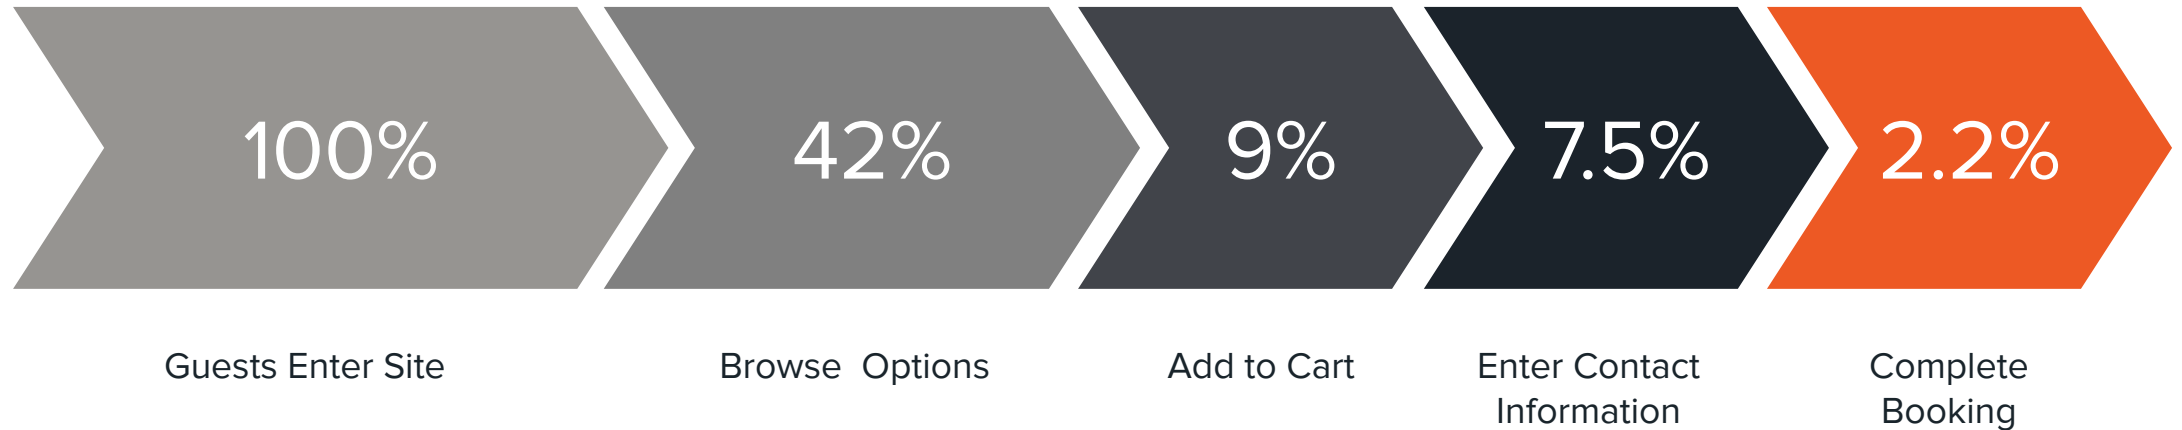 100%
42%
9%
7.5%
2.2%
Guests Enter Site
Browse  Options
Add to Cart
Enter Contact
Information
Complete
Booking